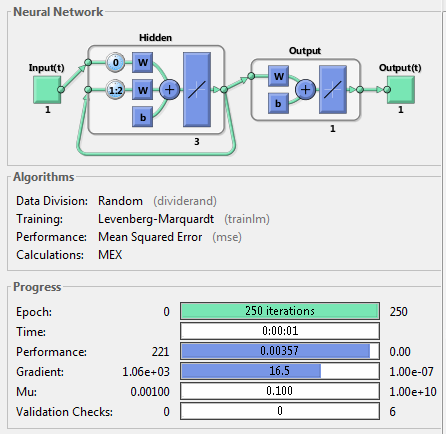 Neural Network
Hidden
Output
Input(t)
Output(t)
0
W
1:2
W
b
W
b
1
3
1
1
Algorithms
Data Division: Random (dividerand)
Training: Levenberg-Marquardt (trainlm)
Performance: Mean Squared Error (mse)
Calculations: MEX
Progress
Epoch: 0 250 iterations 250
Time: 0:00:01
Performance: 221 0.00357 0.00
Gradient: 1.06e+03 16.5 1.00e-07
Mu: 0.00100 0.100 1.00e+10
Validation Checks: 0 0 6